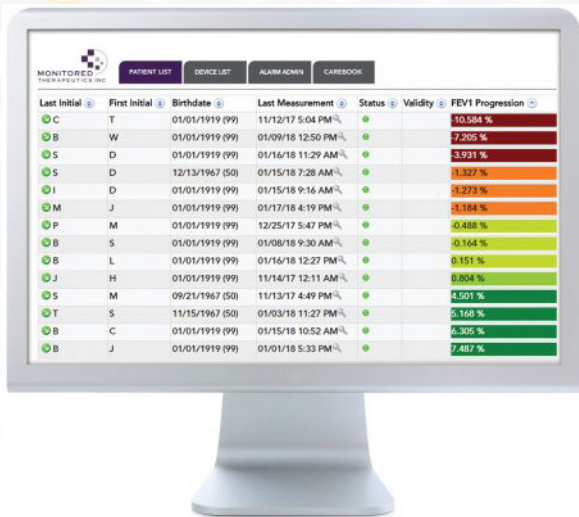 MONITORED
THERAPEUTICS INC
PATIENT LIST DEVICE LIST ALARM ADMIN CAREBOOK
Last Initial First Initial Birthdate Last Measurement Status Validity FEV1 Progression
C T 01/01/1919 (99) 11/12/17 5:04 PM -10.584 %
B W 01/01/1919 (99) 01/09/18 12:50 PM -7.205 %
S D 01/01/1919 (99) 01/16/18 11:29 AM -3.931 %
S D 12/13/1967 (50) 01/15/18 7:28 AM -1.327 %
I D 01/01/1919 (99) 01/15/18 9:16 AM -1.273 %
M J 01/01/1919 (99) 01/17/18 4:19 PM -1.184 %
P M 01/01/1919 (99) 12/25/17 5:47 PM -0.488 %
B S 01/01/1919 (99) 01/08/18 9:30 AM -0.164 %
B L 01/01/1919 (99) 01/16/18 12:27 PM 0.151 %
J H 01/01/1919 (99) 11/14/17 12:11 AM 0.804 %
S M 09/21/1967 (50) 11/13/17 4:49 PM 4.501 %
T S 11/15/1967 (50) 01/03/18 11:27 PM 5.168 %
B C 01/01/1919 (99) 01/15/18 10:52 AM 6.305 %
B J 01/01/1919 (99) 01/01/18 5:33 PM 7.487 %